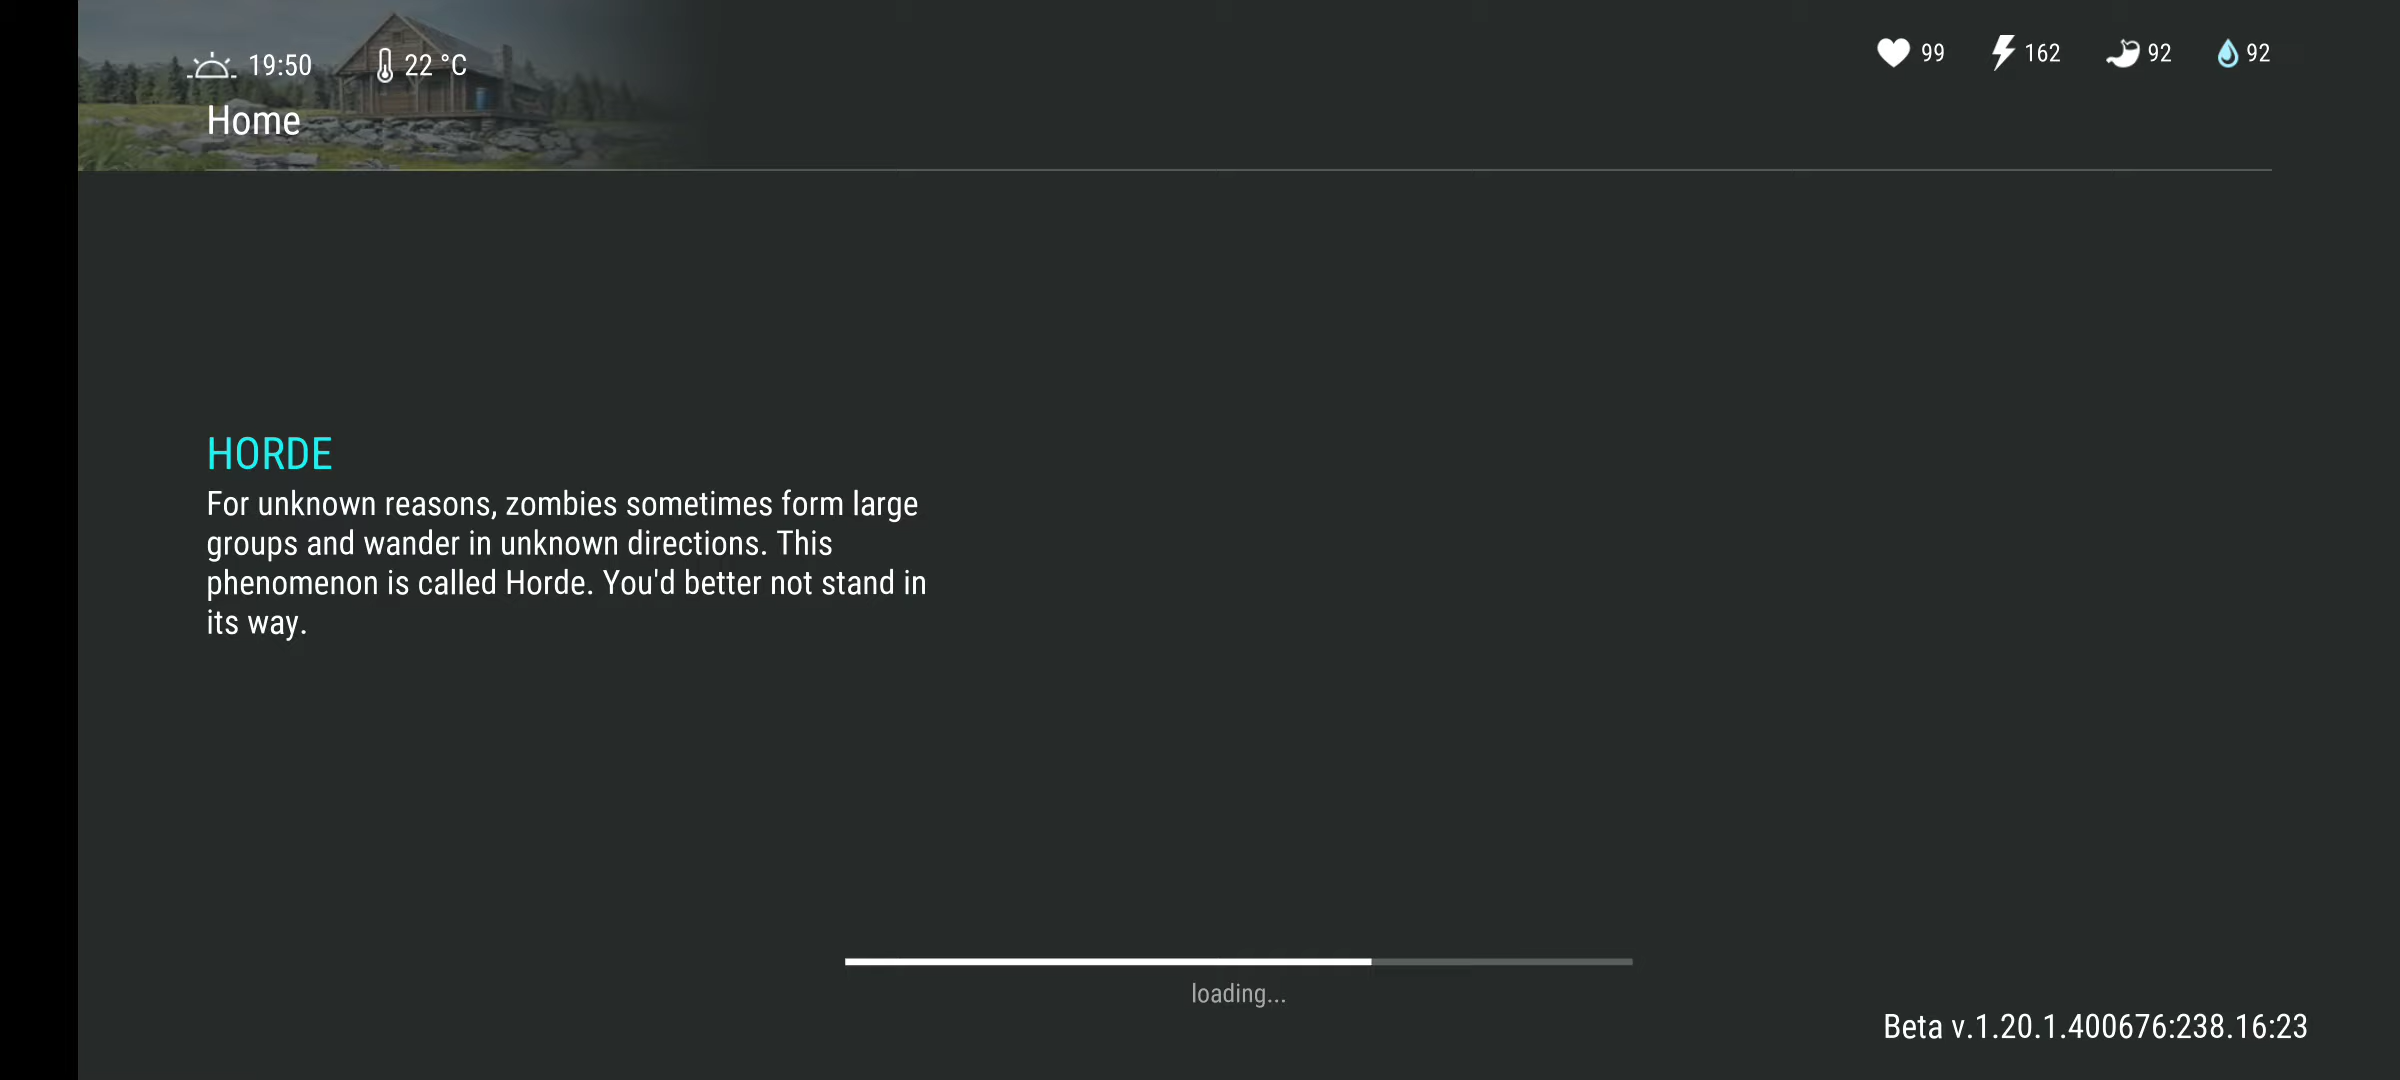 19:50 22 °C
99 162 92 92
Home
HORDE
For unknown reasons, zombies sometimes form large
groups and wander in unknown directions. This
phenomenon is called Horde. You'd better not stand in
its way.
loading...
Beta v.1.20.1.400676:238.16:23